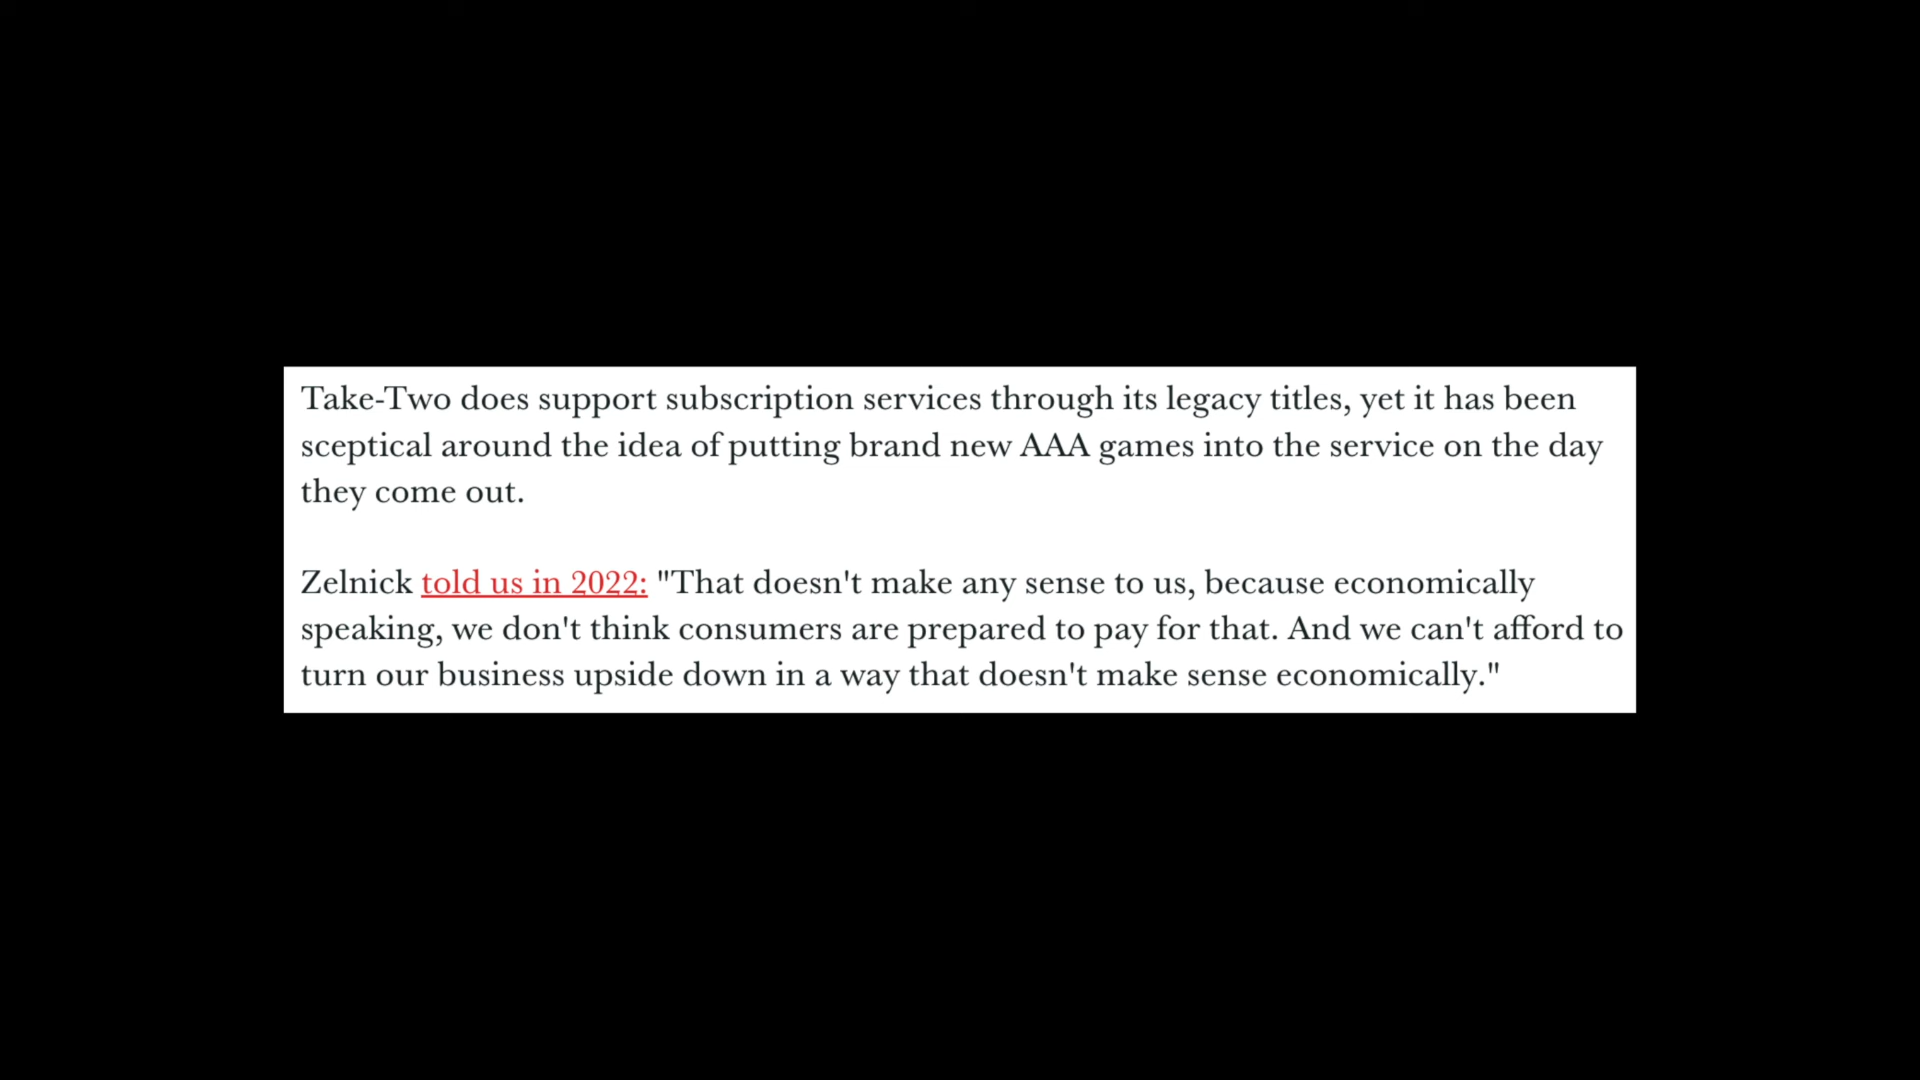 Take-Two does support subscription services through its legacy titles, yet it has been
sceptical around the idea of putting brand new AAA games into the service on the day
they come out.
Zelnick told us in 2022: "That doesn't make any sense to us, because economically
speaking, we don't think consumers are prepared to pay for that. And we can't afford to
turn our business upside down in a way that doesn't make sense economically."